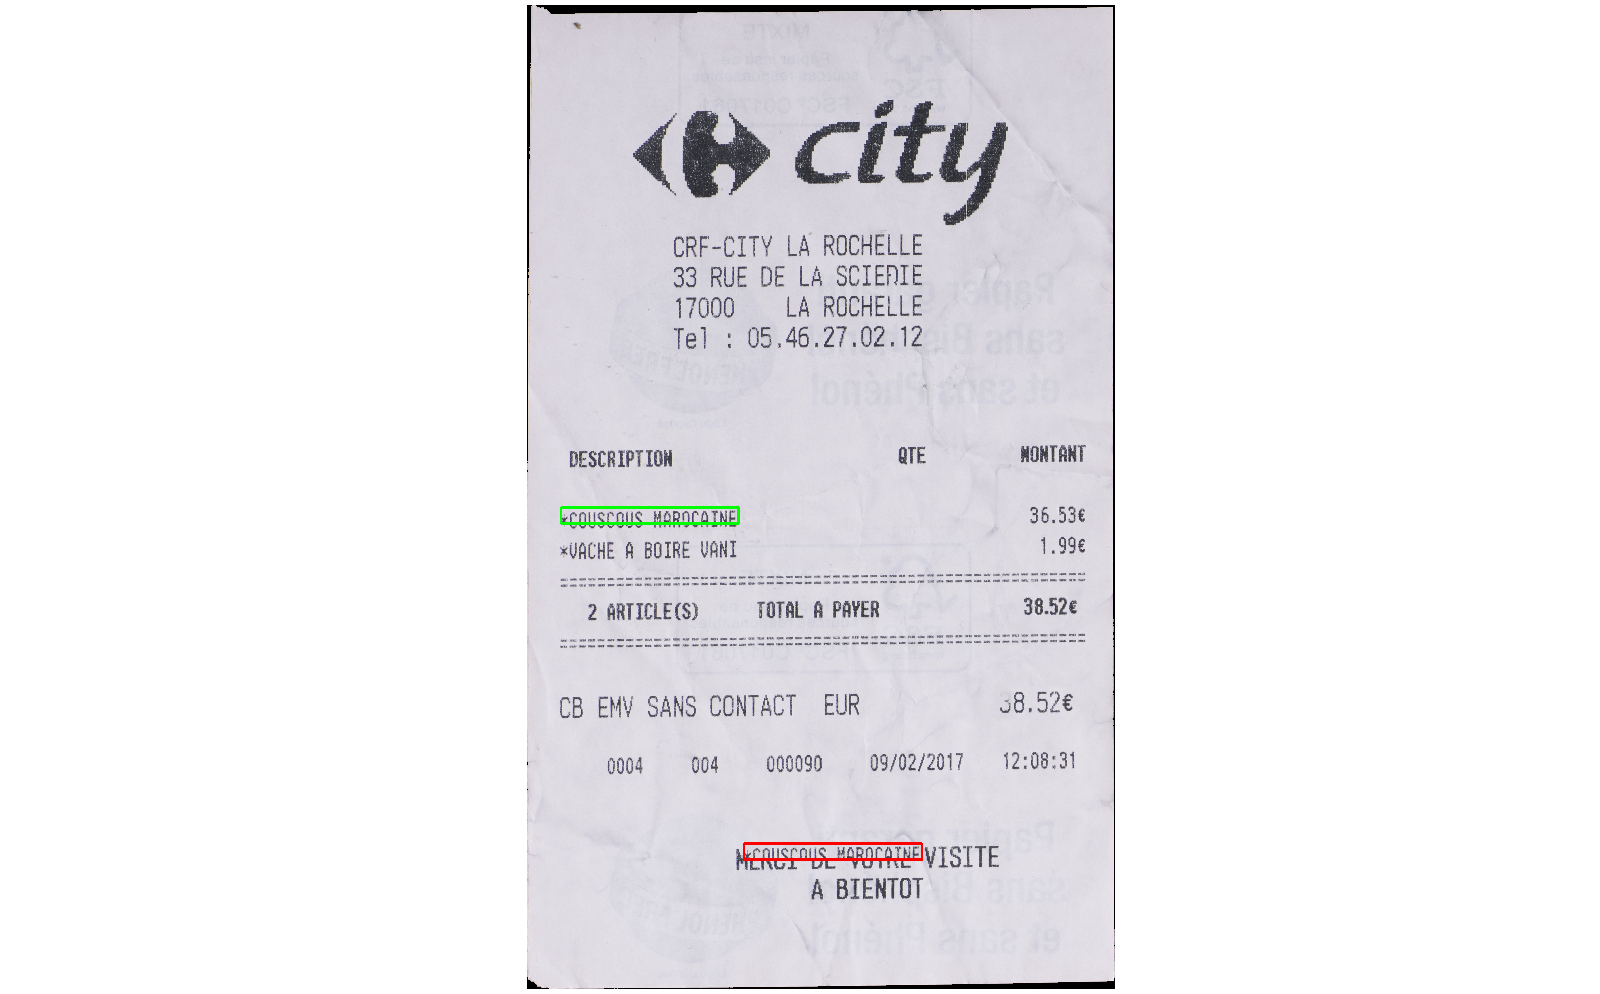 city
CRF-CITY LA ROCHELLE
33 RUE DE LA SCIERIE
17000 LA ROCHELLE
Tel : 05.46.27.02.12
DESCRIPTION QTE MONTANT
*COUSCOUS MAROCAINE 36.53€
*VACHE A BOIRE VANI 1.99€
2 ARTICLE(S) TOTAL A PAYER 38.52€
CB EMV SANS CONTACT EUR 38.52€
0004 004 000090 09/02/2017 12:08:31
*COUSCOUS MAROCAINE
MERCI DE VOTRE VISITE
A BIENTOT